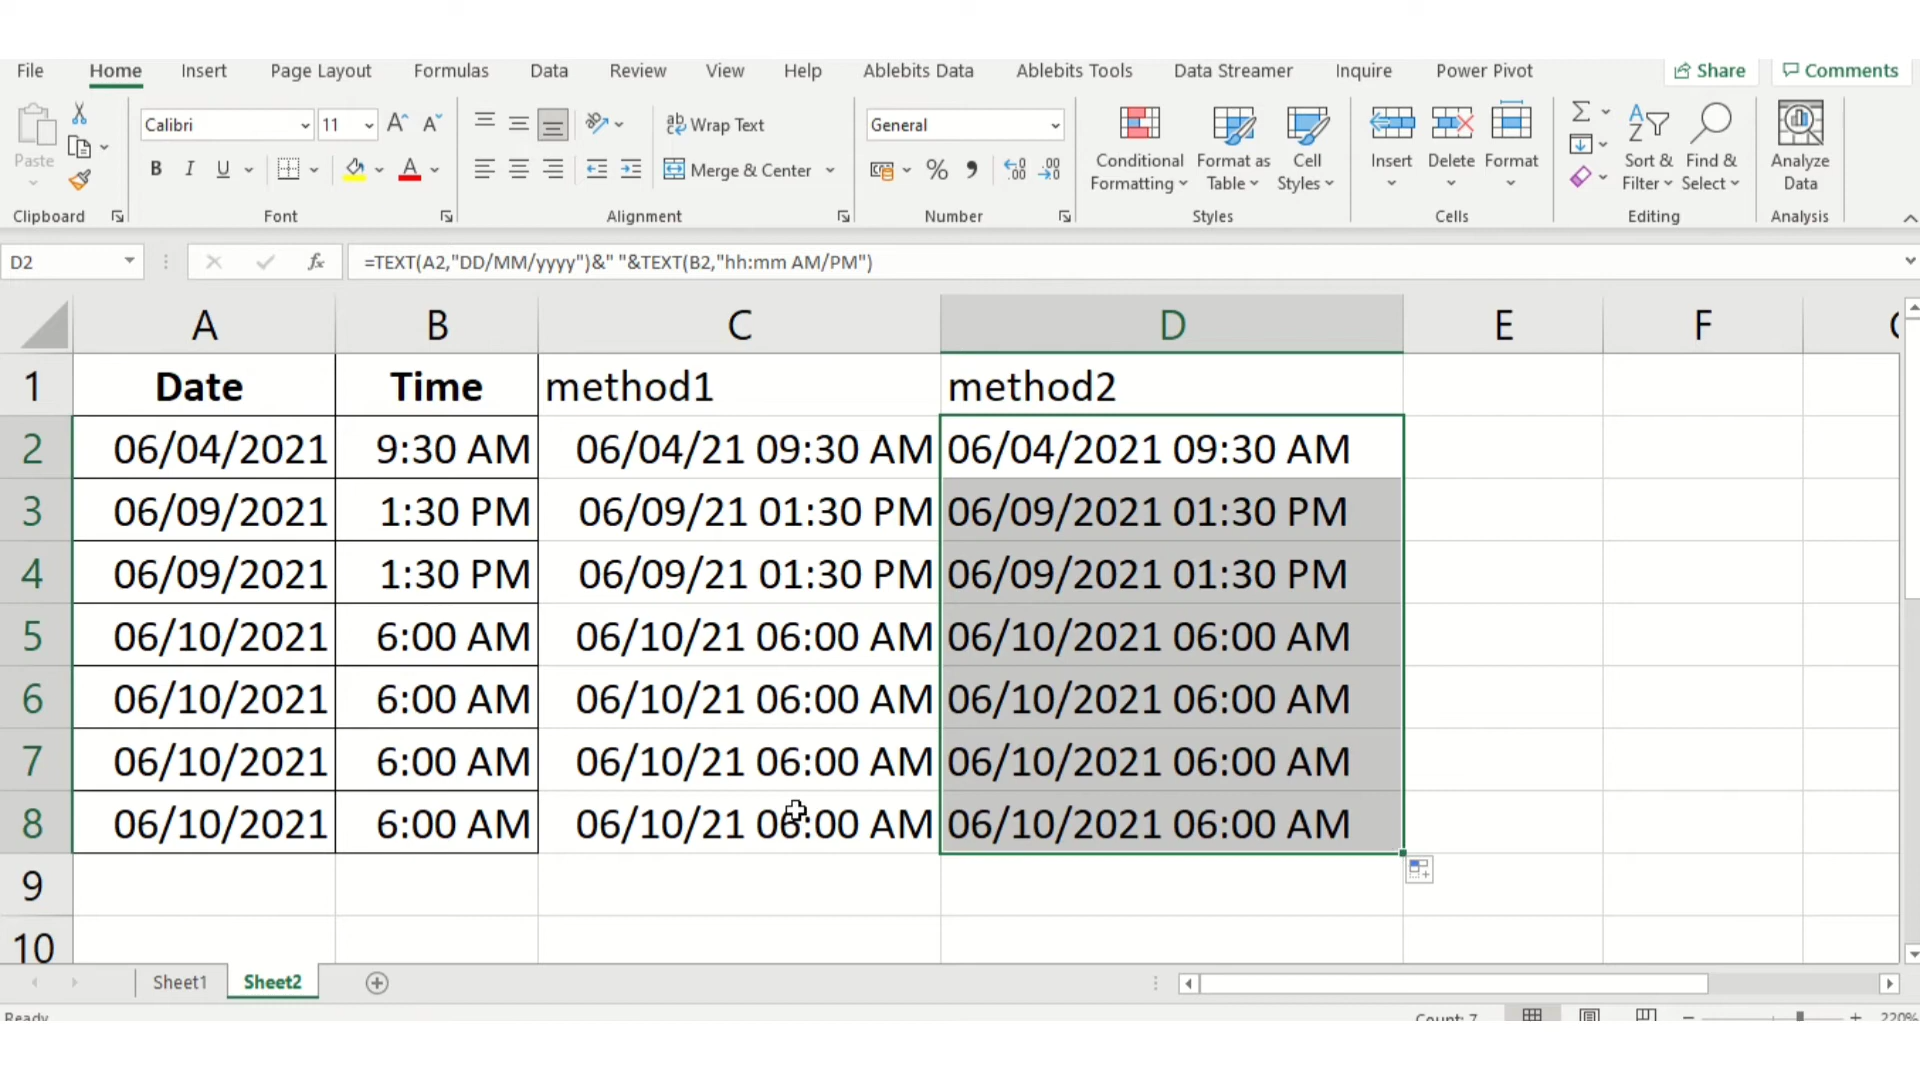 File Home Insert Page Layout Formulas Data Review View Help Ablebits Data Ablebits Tools Data Streamer Inquire Power Pivot Share Comments
Paste
Clipboard
Calibri 11
B I U
Font
Wrap Text
Merge & Center
Alignment
General
Number
Conditional Formatting
Format as Table
Cell Styles
Styles
Insert Delete Format
Cells
Sort & Filter
Find & Select
Editing
Analyze Data
Analysis
D2 fx =TEXT(A2,"DD/MM/yyyy")&" "&TEXT(B2,"hh:mm AM/PM")
A B C D E F
1 Date Time method1 method2
2 06/04/2021 9:30 AM 06/04/21 09:30 AM 06/04/2021 09:30 AM
3 06/09/2021 1:30 PM 06/09/21 01:30 PM 06/09/2021 01:30 PM
4 06/09/2021 1:30 PM 06/09/21 01:30 PM 06/09/2021 01:30 PM
5 06/10/2021 6:00 AM 06/10/21 06:00 AM 06/10/2021 06:00 AM
6 06/10/2021 6:00 AM 06/10/21 06:00 AM 06/10/2021 06:00 AM
7 06/10/2021 6:00 AM 06/10/21 06:00 AM 06/10/2021 06:00 AM
8 06/10/2021 6:00 AM 06/10/21 06:00 AM 06/10/2021 06:00 AM
9
10
Sheet1 Sheet2
Ready Count: 7 220%